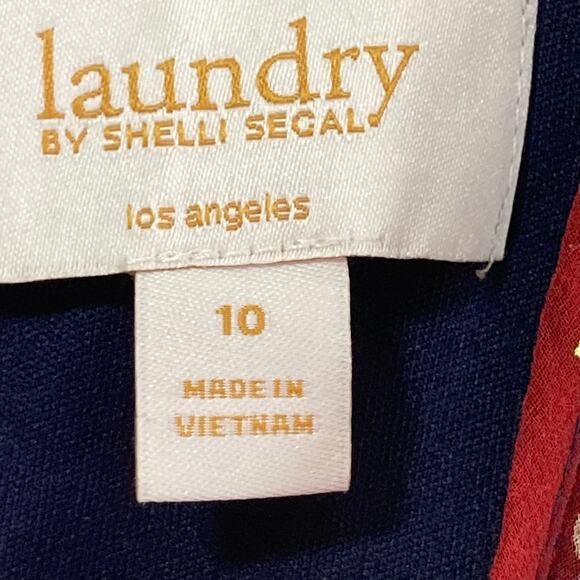 laundry
BY SHELLI SEGAL
los angeles
10
MADE IN
VIETNAM